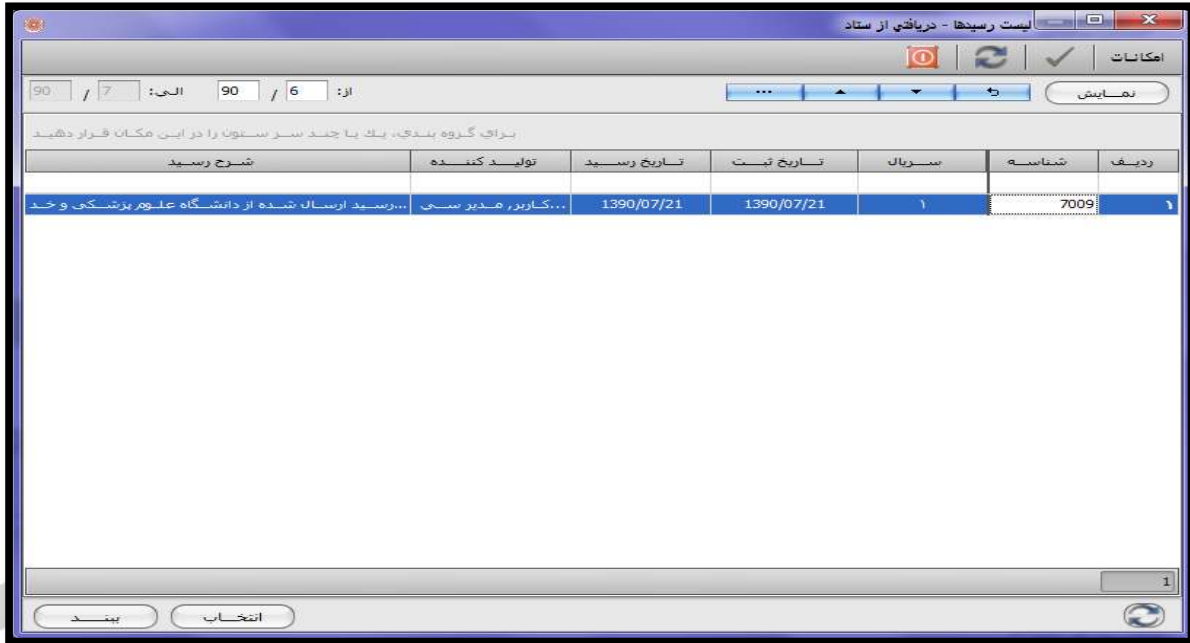 لیست رسیدها - دریافتي از ستاد
امکانات
نمایش ... از: 6 / 90 الی: 7 / 90
برای گروه بندي، یك یا چند سر ستون را در این مکان قرار دهید
ردیف شناسه سریال تاریخ ثبت تاریخ رسید تولید کننده شرح رسید
۱ 7009 ۱ 1390/07/21 1390/07/21 کاربر, مدیر سی... رسید ارسال شده از دانشگاه علوم پزشکی و خد...
1
انتخاب ببند